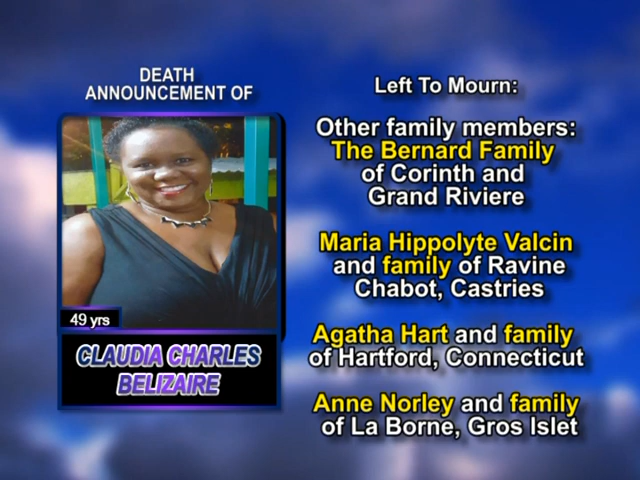 DEATH
ANNOUNCEMENT OF
49 yrs
CLAUDIA CHARLES
BELIZAIRE
Left To Mourn:
Other family members:
The Bernard Family
of Corinth and
Grand Riviere
Maria Hippolyte Valcin
and family of Ravine
Chabot, Castries
Agatha Hart and family
of Hartford, Connecticut
Anne Norley and family
of La Borne, Gros Islet